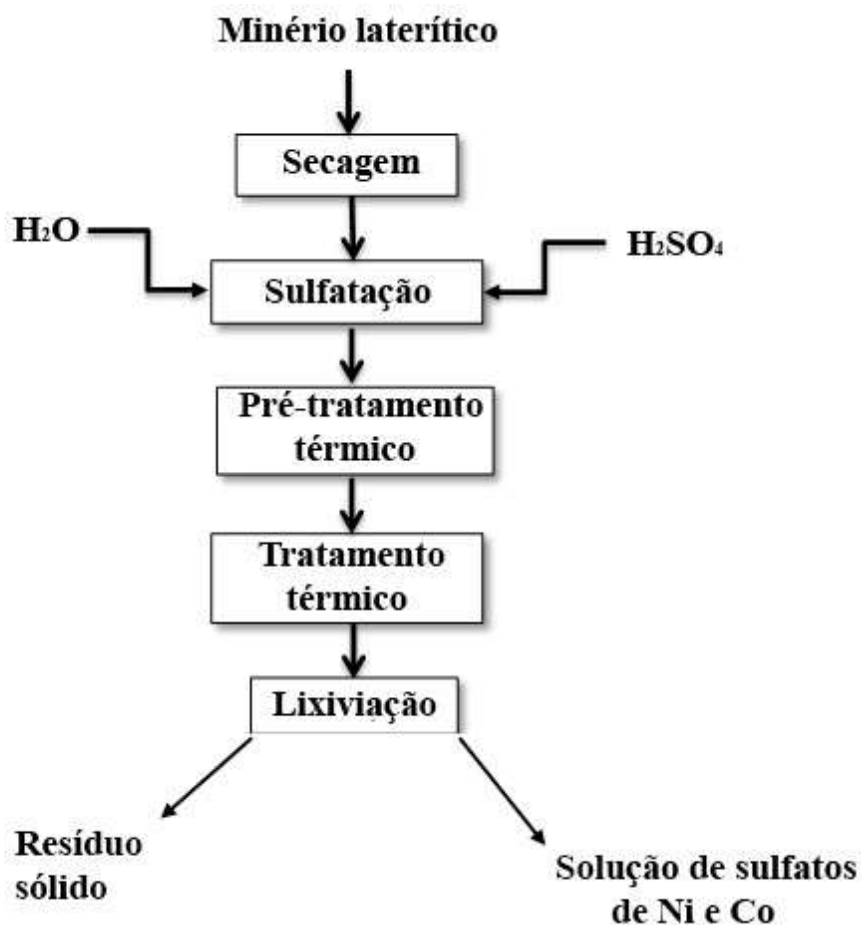 Minério laterítico
Secagem
H₂O
H₂SO₄
Sulfatação
Pré-tratamento
térmico
Tratamento
térmico
Lixiviação
Resíduo
sólido
Solução de sulfatos
de Ni e Co